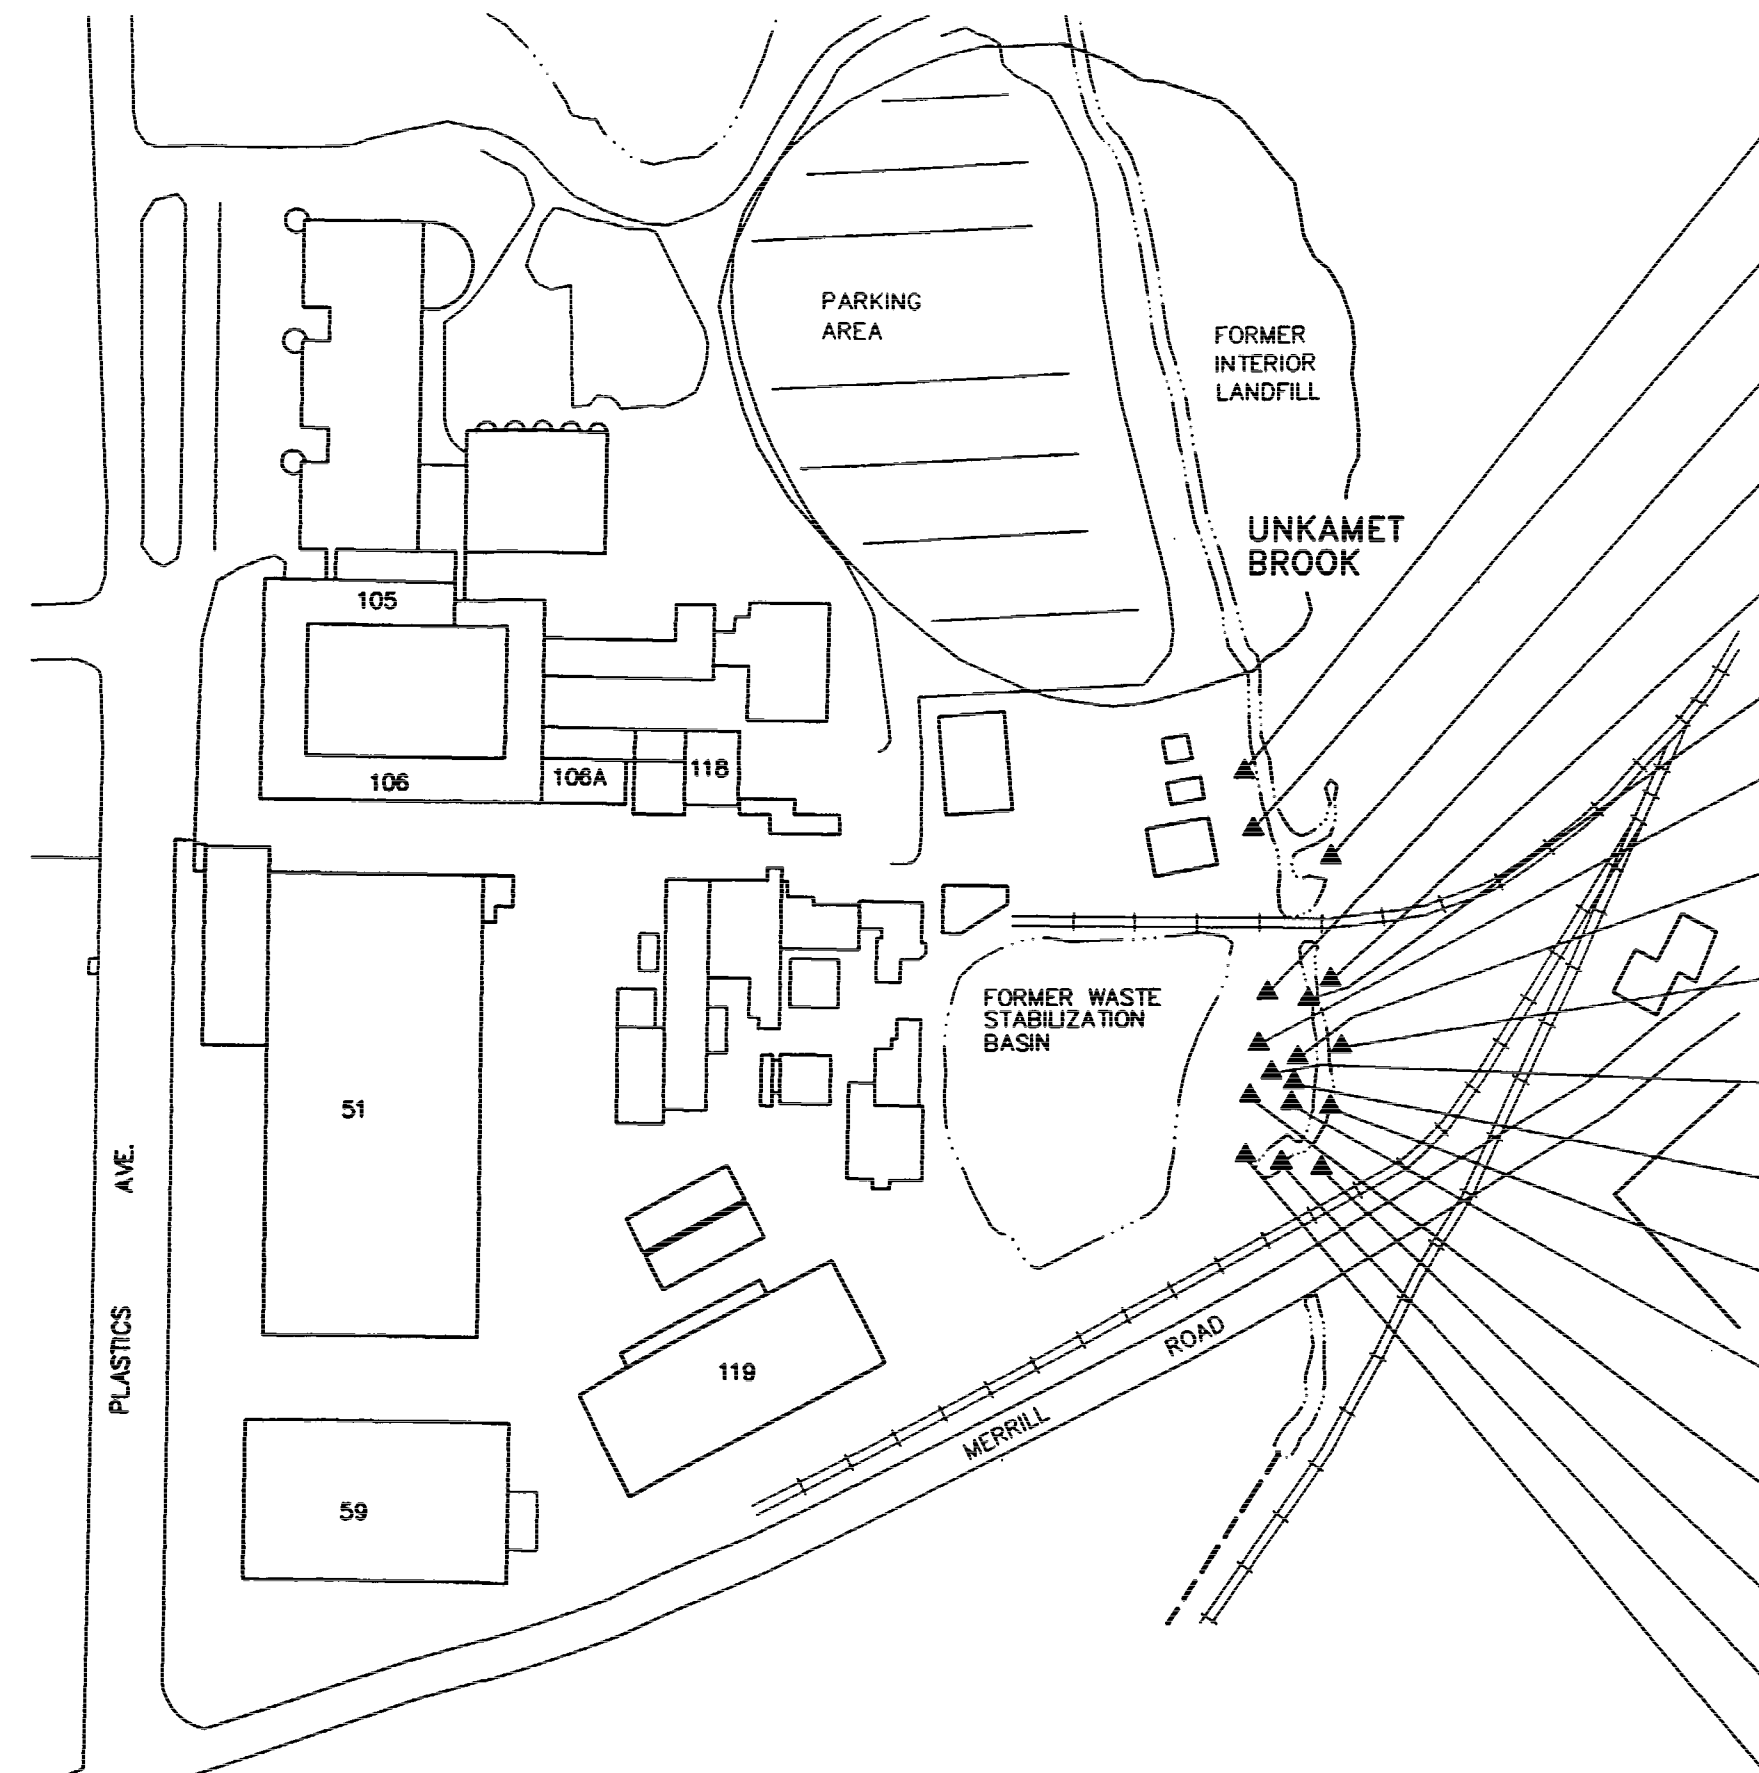 PARKING
AREA
FORMER
INTERIOR
LANDFILL
UNKAMET
BROOK
105
106
106A
118
FORMER WASTE
STABILIZATION
BASIN
51
PLASTICS AVE.
119
MERRILL ROAD
59